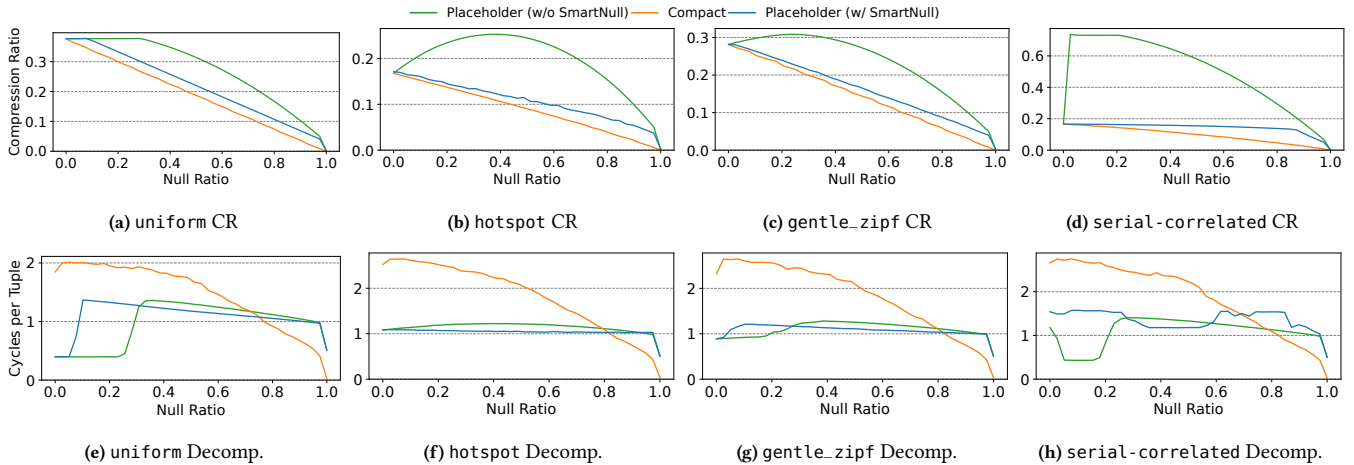 Placeholder (w/o SmartNull) Compact Placeholder (w/ SmartNull)
Compression Ratio
0.3
0.2
0.1
0.0
0.0 0.2 0.4 0.6 0.8 1.0
Null Ratio
(a) uniform CR
0.2
0.1
0.0
0.0 0.2 0.4 0.6 0.8 1.0
Null Ratio
(b) hotspot CR
0.3
0.2
0.1
0.0
0.0 0.2 0.4 0.6 0.8 1.0
Null Ratio
(c) gentle_zipf CR
0.6
0.4
0.2
0.0
0.0 0.2 0.4 0.6 0.8 1.0
Null Ratio
(d) serial-correlated CR
Cycles per Tuple
2
1
0
0.0 0.2 0.4 0.6 0.8 1.0
Null Ratio
(e) uniform Decomp.
2
1
0
0.0 0.2 0.4 0.6 0.8 1.0
Null Ratio
(f) hotspot Decomp.
2
1
0
0.0 0.2 0.4 0.6 0.8 1.0
Null Ratio
(g) gentle_zipf Decomp.
2
1
0
0.0 0.2 0.4 0.6 0.8 1.0
Null Ratio
(h) serial-correlated Decomp.